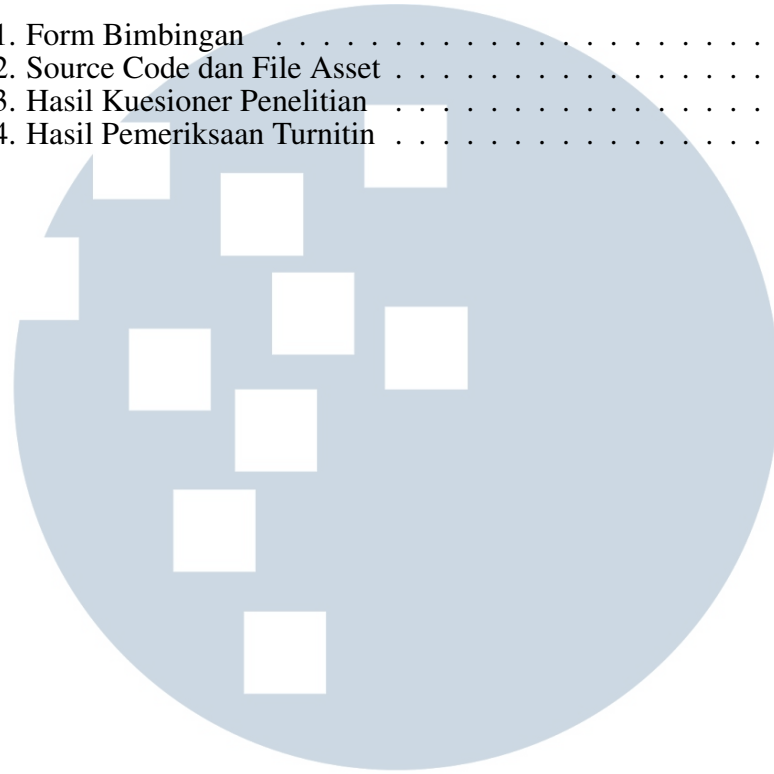 1. Form Bimbingan . . . . . . . . . . . . . . . . . . . . .
2. Source Code dan File Asset . . . . . . . . . . . . . . . .
3. Hasil Kuesioner Penelitian . . . . . . . . . . . . . . . .
4. Hasil Pemeriksaan Turnitin . . . . . . . . . . . . . . . .